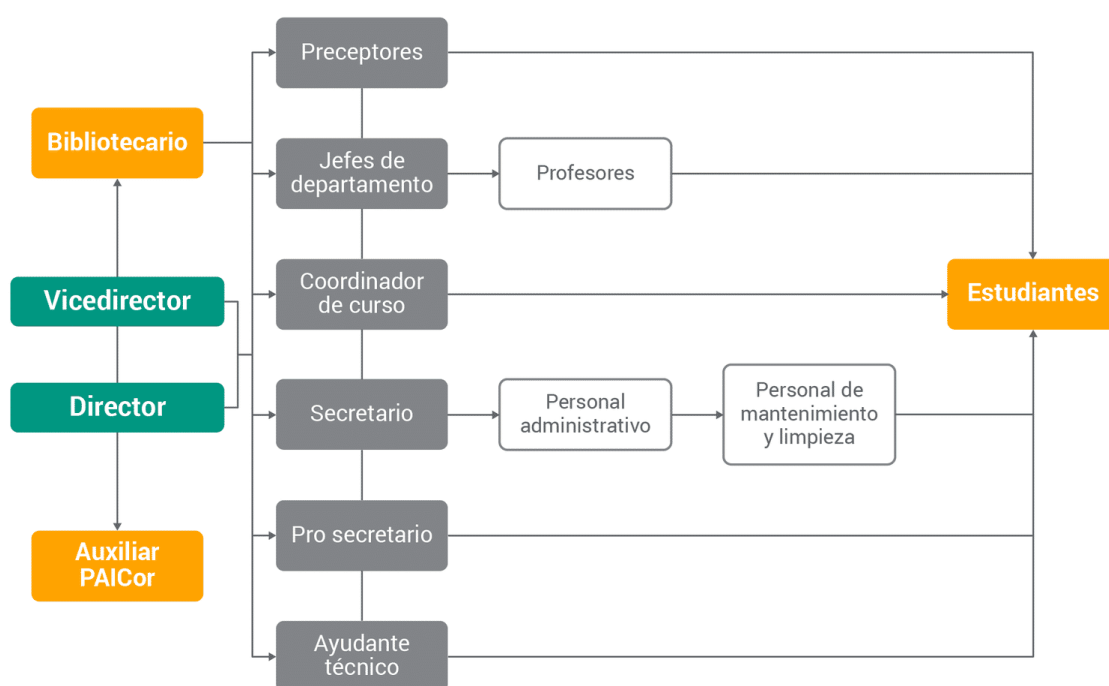 Preceptores
Bibliotecario
Jefes de
departamento
Profesores
Vicedirector
Coordinador
de curso
Estudiantes
Director
Secretario
Personal
administrativo
Personal de
mantenimiento
y limpieza
Auxiliar
PAICor
Pro secretario
Ayudante
técnico